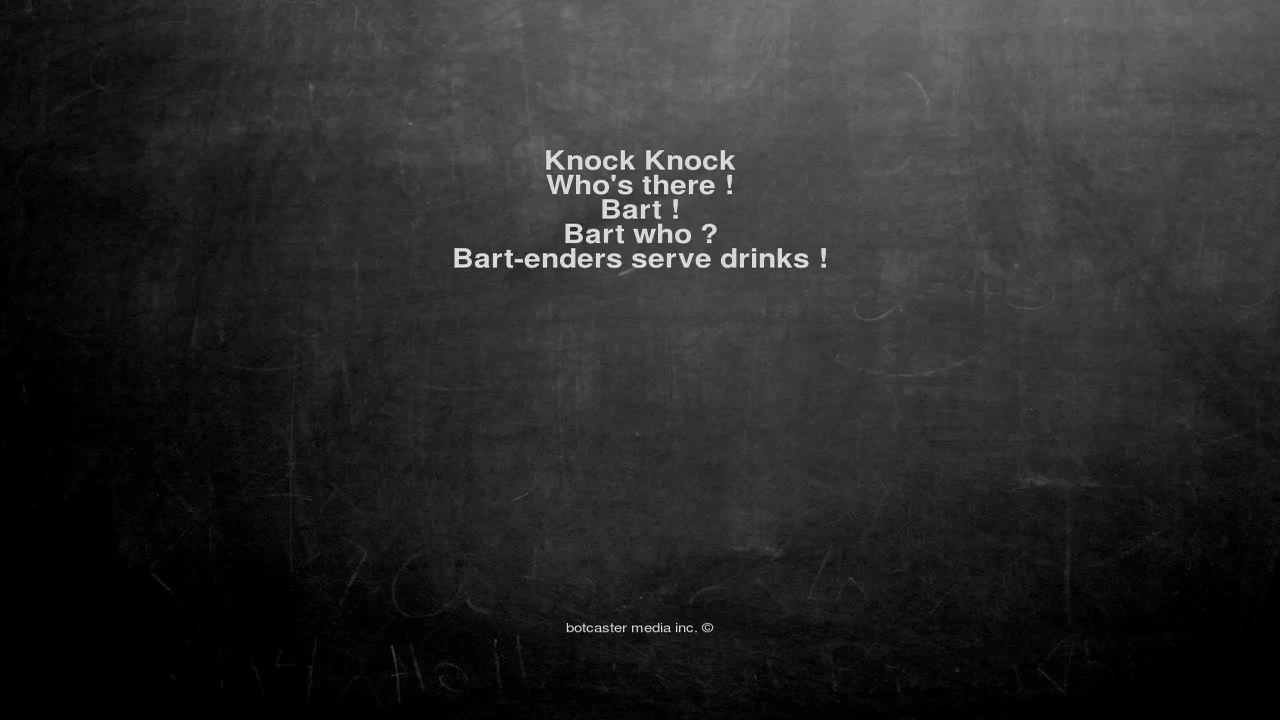 Knock Knock
Who's there !
Bart !
Bart who ?
Bart-enders serve drinks !
botcaster media inc. ©